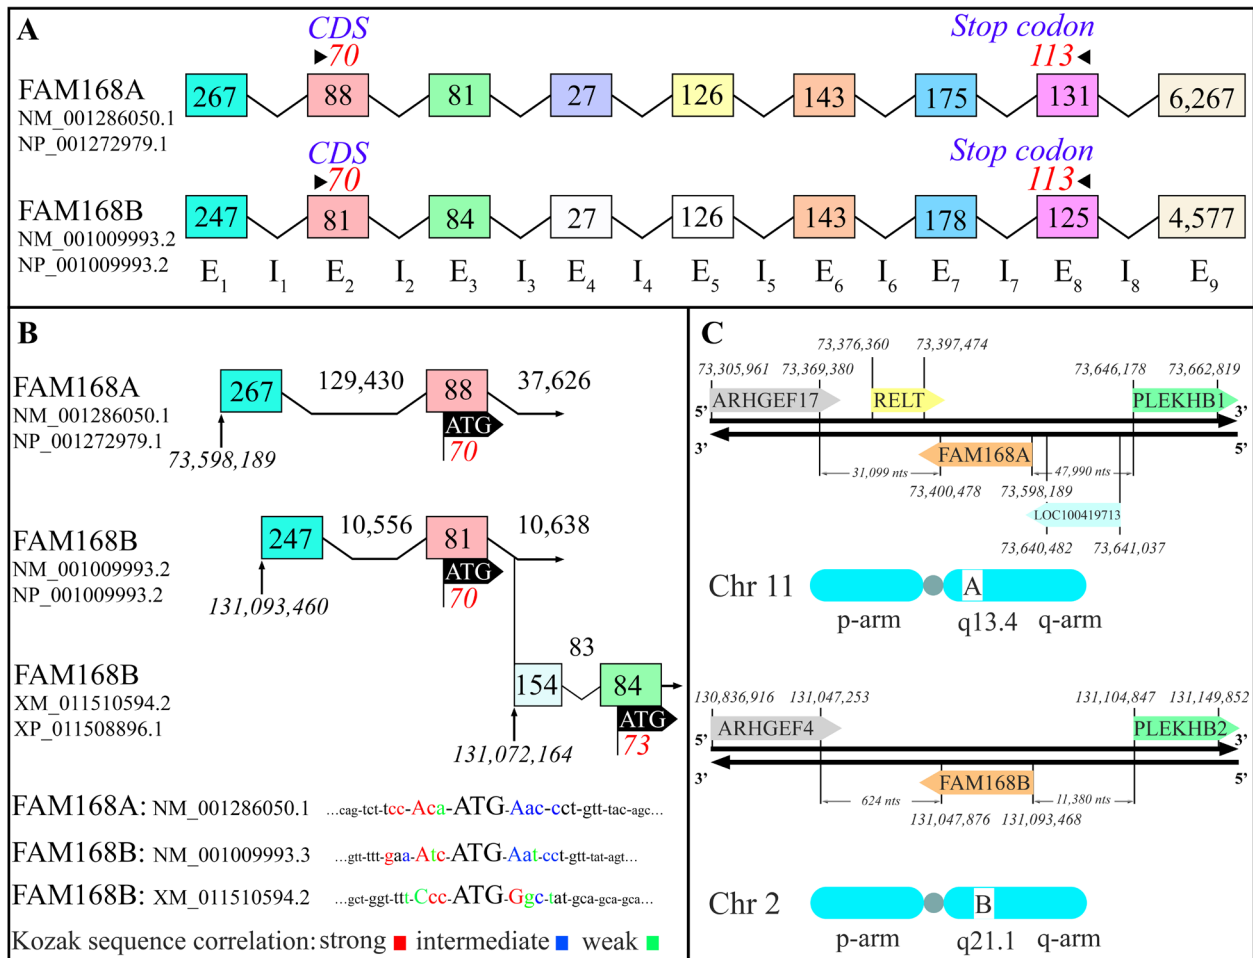 A
CDS
Stop codon
70
113
FAM168A
NM_001286050.1
NP_001272979.1
267 88 81 27 126 143 175 131 6,267
CDS
Stop codon
70
113
FAM168B
NM_001009993.2
NP_001009993.2
247 81 84 27 126 143 178 125 4,577
E1 I1 E2 I2 E3 I3 E4 I4 E5 I5 E6 I6 E7 I7 E8 I8 E9
B
FAM168A
NM_001286050.1
NP_001272979.1
267 129,430 88 37,626
ATG
70
73,598,189
FAM168B
NM_001009993.2
NP_001009993.2
247 10,556 81 10,638
ATG
70
131,093,460
FAM168B
XM_011510594.2
XP_011508896.1
154 83 84
ATG
73
131,072,164
FAM168A: NM_001286050.1 ...cag-tct-tcc-Aca-ATG-Aac-cct-gtt-tac-agc...
FAM168B: NM_001009993.3 ...gtt-ttt-gaa-Atc-ATG-Aat-cct-gtt-tat-agt...
FAM168B: XM_011510594.2 ...gct-ggt-ttt-Ccc-ATG-Ggc-tat-gca-gca-gca...
Kozak sequence correlation: strong intermediate weak
C
73,376,360 73,397,474
73,305,961 73,369,380 73,646,178 73,662,819
ARHGEF17 RELT PLEKHB1
5' 3'
3' 5'
FAM168A
31,099 nts 47,990 nts
73,400,478 73,598,189
LOC100419713
73,640,482 73,641,037
Chr 11
A
p-arm q13.4 q-arm
130,836,916 131,047,253 131,104,847 131,149,852
ARHGEF4 PLEKHB2
5' 3'
3' 5'
FAM168B
624 nts 11,380 nts
131,047,876 131,093,468
Chr 2
B
p-arm q21.1 q-arm